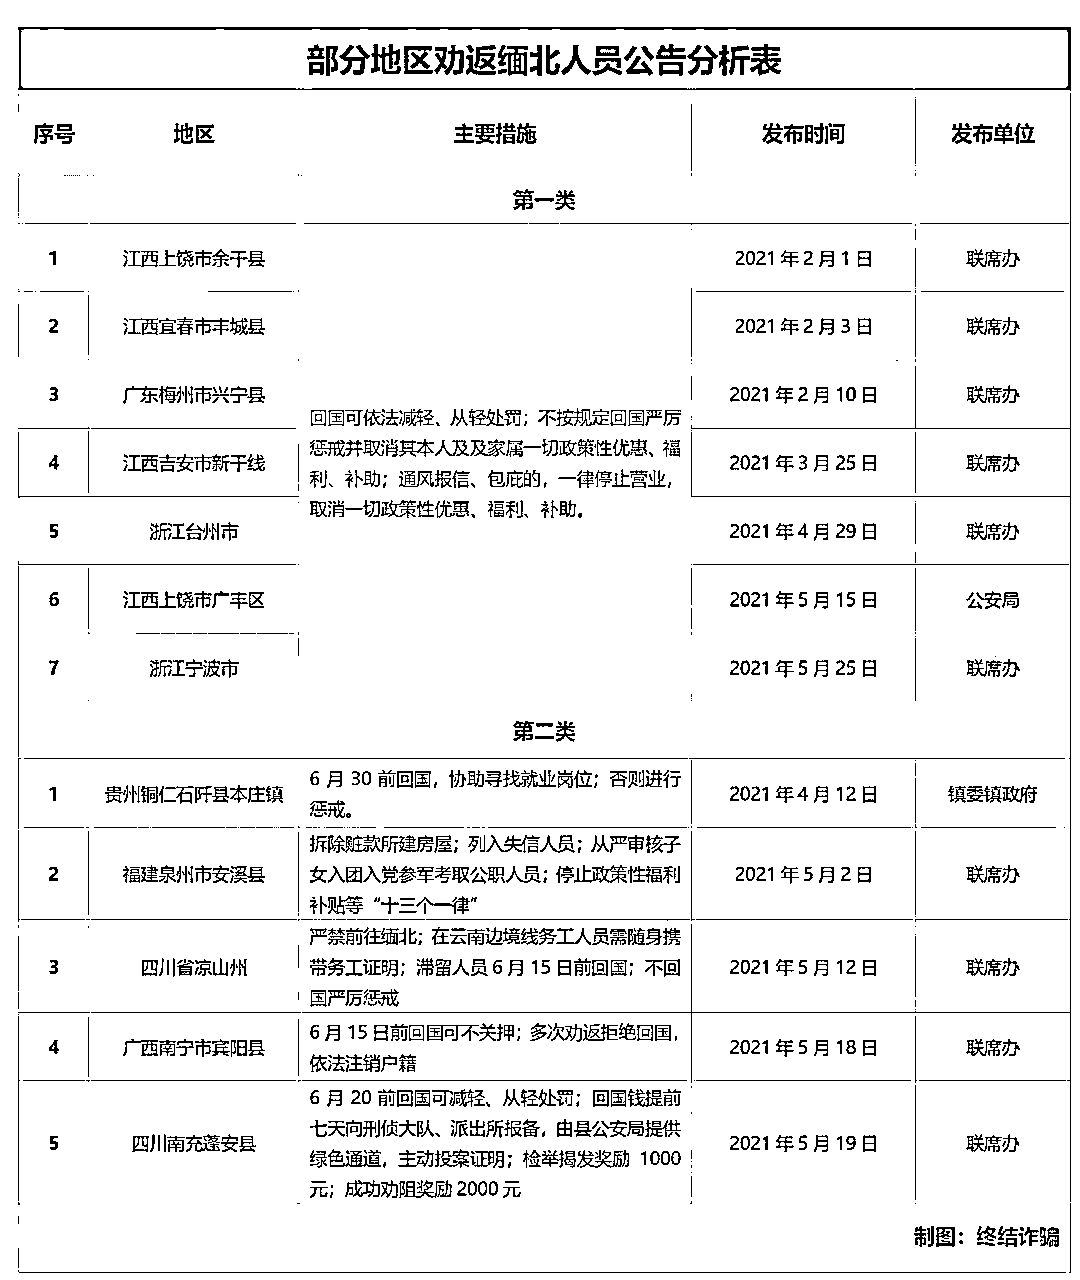 部分地区劝返缅北人员公告分析表
序号 地区 主要措施 发布时间 发布单位
第一类
1 江西上饶市余干县 2021年2月1日 联席办
2 江西宜春市丰城县 2021年2月3日 联席办
3 广东梅州市兴宁县 2021年2月10日 联席办
回国可依法减轻、从轻处罚；不按规定回国严厉
惩戒并取消其本人及及家属一切政策性优惠、福
4 江西吉安市新干线 2021年3月25日 联席办
利、补助；通风报信、包庇的，一律停止营业，
取消一切政策性优惠、福利、补助。
5 浙江台州市 2021年4月29日 联席办
6 江西上饶市广丰区 2021年5月15日 公安局
7 浙江宁波市 2021年5月25日 联席办
第二类
1 贵州铜仁石阡县本庄镇 2021年4月12日 镇委镇政府
6月30前回国，协助寻找就业岗位；否则进行
惩戒。
2 福建泉州市安溪县 2021年5月2日 联席办
拆除赃款所建房屋；列入失信人员；从严审核子
女入团入党参军考取公职人员；停止政策性福利
补贴等“十三个一律”
3 四川省凉山州 2021年5月12日 联席办
严禁前往缅北；在云南边境线务工人员需随身携
带务工证明；滞留人员6月15日前回国；不回
国严厉惩戒
4 广西南宁市宾阳县 2021年5月18日 联席办
6月15日前回国可不关押；多次劝返拒绝回国，
依法注销户籍
5 四川南充蓬安县 2021年5月19日 联席办
6月20前回国可减轻、从轻处罚；回国钱提前
七天向刑侦大队、派出所报备，由县公安局提供
绿色通道，主动投案证明；检举揭发奖励1000
元；成功劝阻奖励2000元
制图：终结诈骗